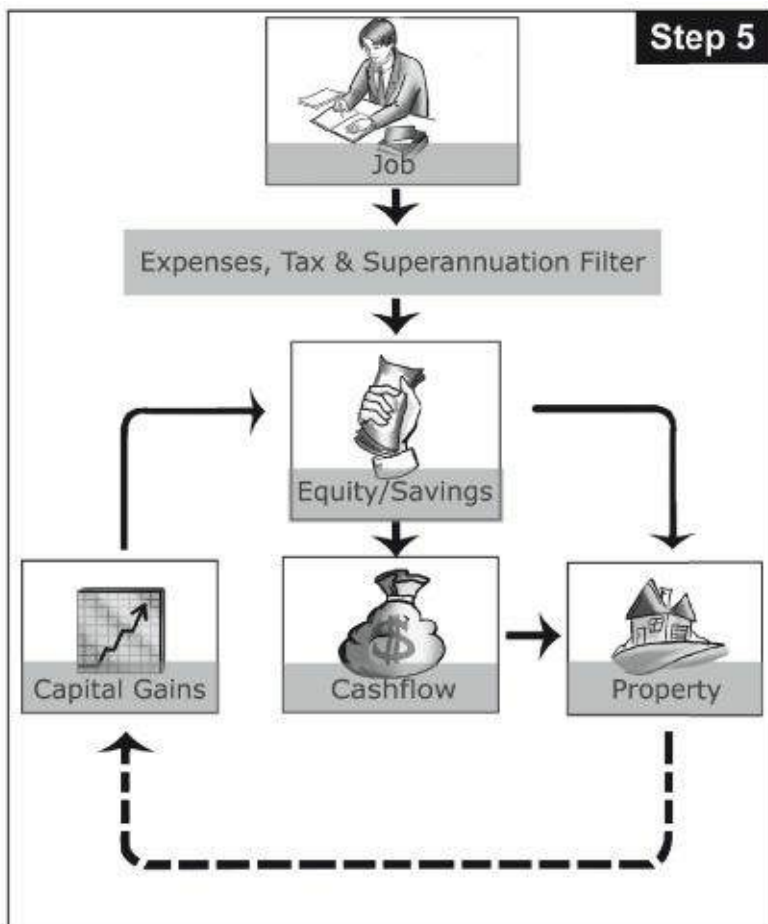 Step 5
Job
Expenses, Tax & Superannuation Filter
Equity/Savings
$
Capital Gains
Cashflow
Property